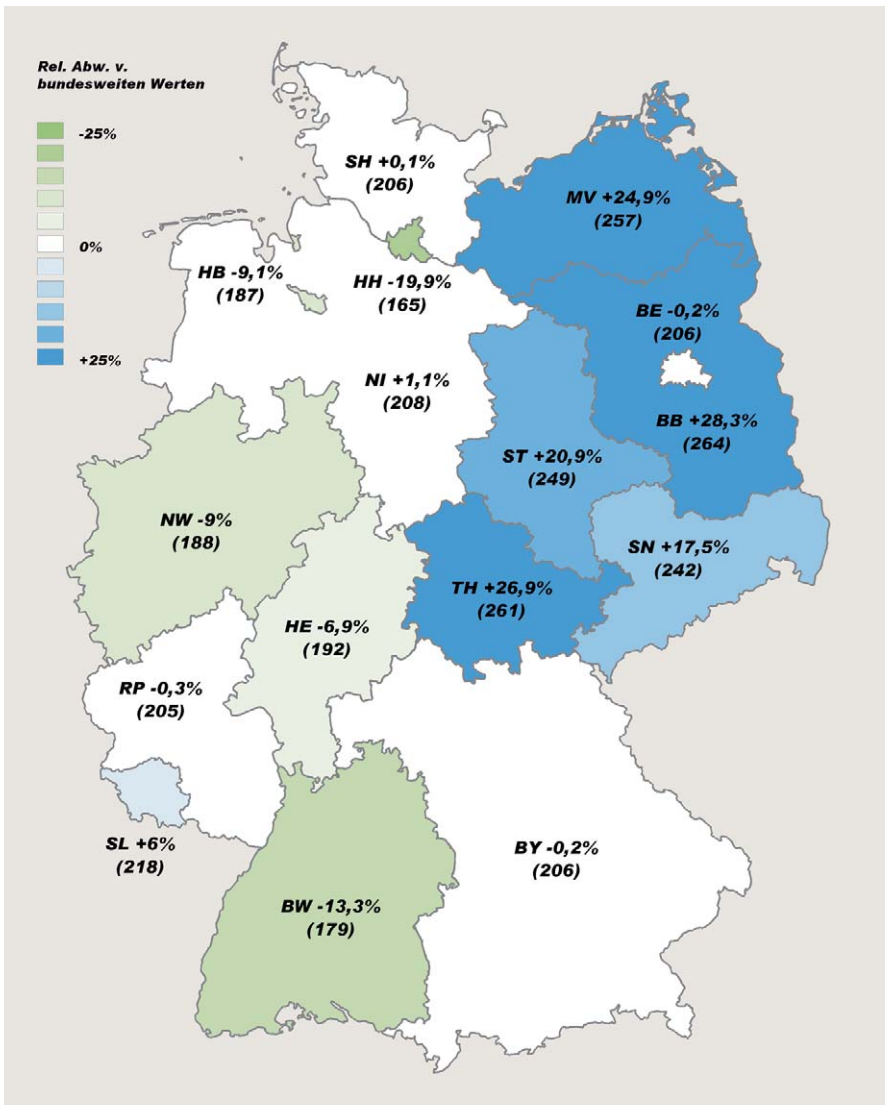 Rel. Abw. v.
bundesweiten Werten
-25%
0%
+25%
SH +0,1%
(206)
MV +24,9%
(257)
HB -9,1%
(187)
HH -19,9%
(165)
BE -0,2%
(206)
NI +1,1%
(208)
BB +28,3%
(264)
ST +20,9%
(249)
NW -9%
(188)
SN +17,5%
(242)
TH +26,9%
(261)
HE -6,9%
(192)
RP -0,3%
(205)
SL +6%
(218)
BY -0,2%
(206)
BW -13,3%
(179)